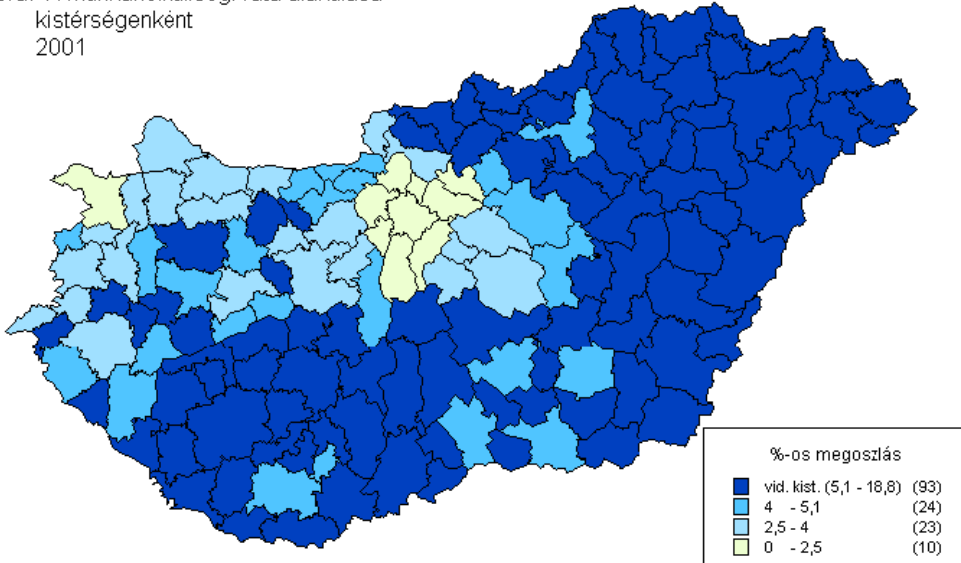 kistérségenként
2001
%-os megoszlás
vid. kist. (5,1 - 18,8) (93)
4 - 5,1 (24)
2,5 - 4 (23)
0 - 2,5 (10)